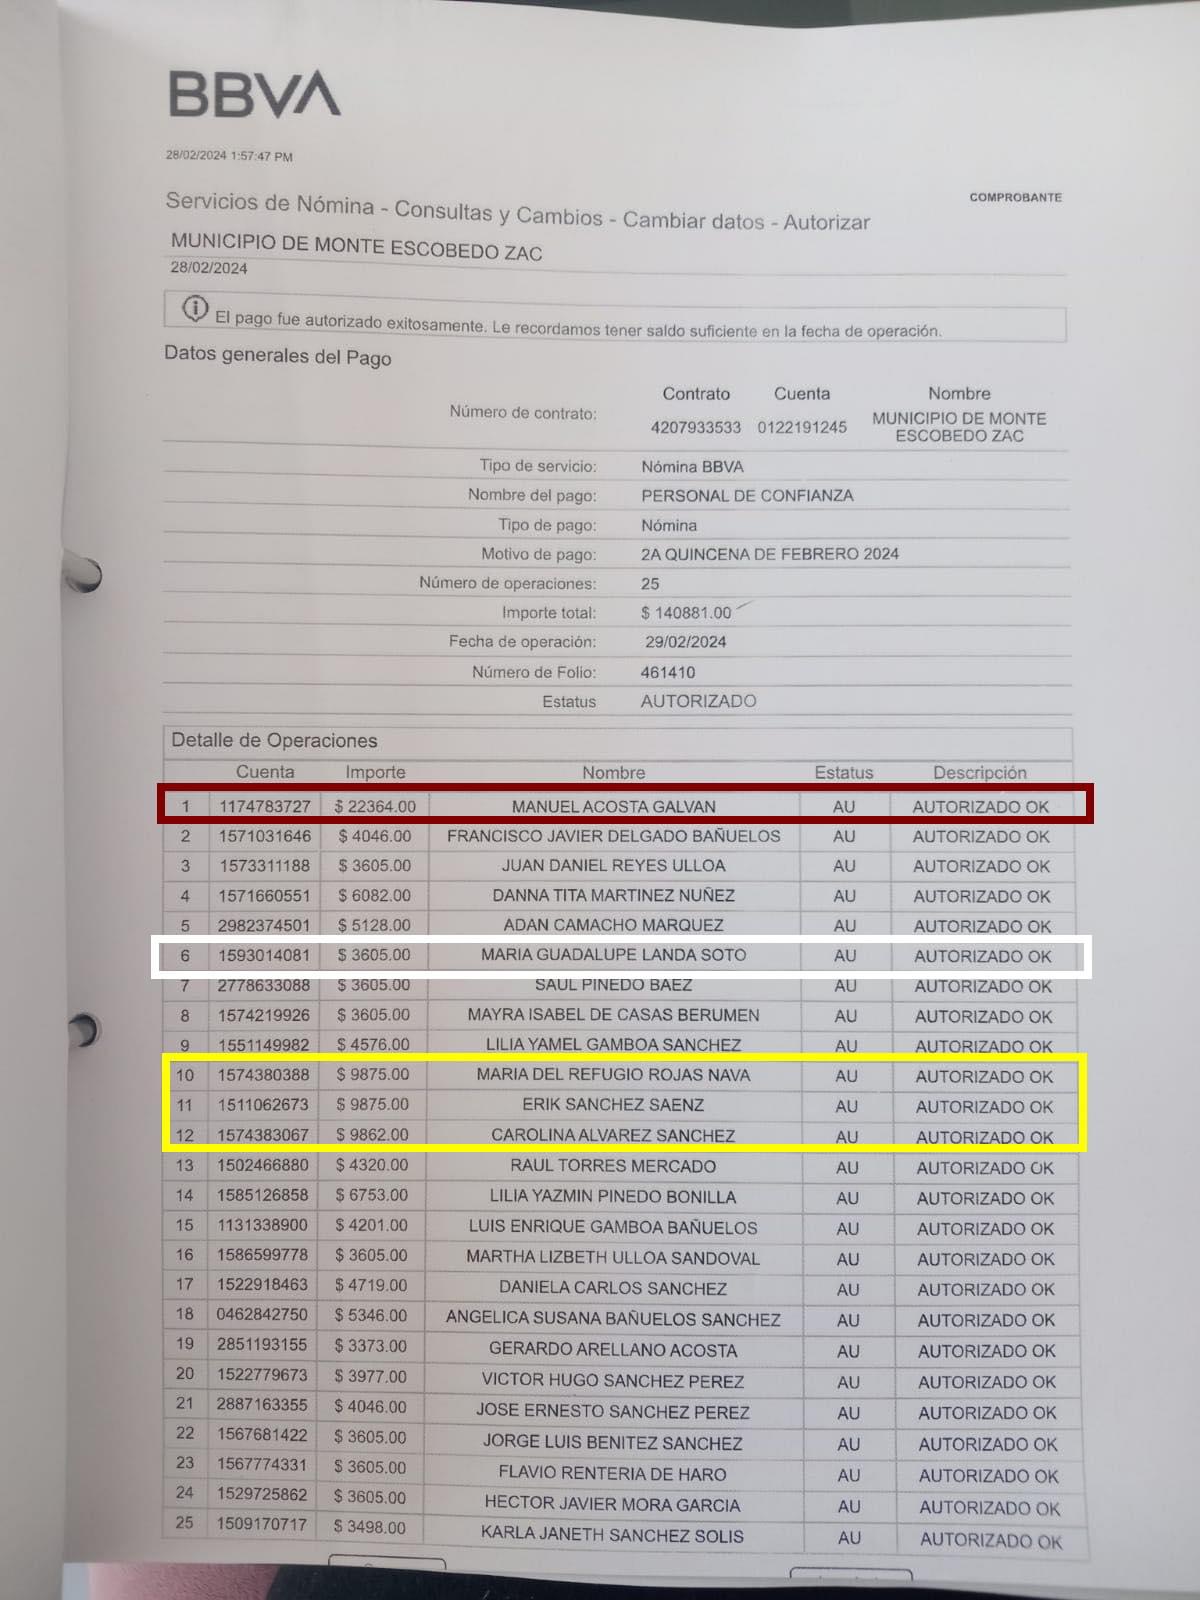 BBVA
28/02/2024 1:57:47 PM
COMPROBANTE
Servicios de Nómina - Consultas y Cambios - Cambiar datos - Autorizar
MUNICIPIO DE MONTE ESCOBEDO ZAC
28/02/2024
El pago fue autorizado exitosamente. Le recordamos tener saldo suficiente en la fecha de operación.
Datos generales del Pago
Contrato Cuenta Nombre
Número de contrato: 4207933533 0122191245 MUNICIPIO DE MONTE
ESCOBEDO ZAC
Tipo de servicio: Nómina BBVA
Nombre del pago: PERSONAL DE CONFIANZA
Tipo de pago: Nómina
Motivo de pago: 2A QUINCENA DE FEBRERO 2024
Número de operaciones: 25
Importe total: $ 140881.00
Fecha de operación: 29/02/2024
Número de Folio: 461410
Estatus AUTORIZADO
Detalle de Operaciones
Cuenta Importe Nombre Estatus Descripción
1 1174783727 $ 22364.00 MANUEL ACOSTA GALVAN AU AUTORIZADO OK
2 1571031646 $ 4046.00 FRANCISCO JAVIER DELGADO BAÑUELOS AU AUTORIZADO OK
3 1573311188 $ 3605.00 JUAN DANIEL REYES ULLOA AU AUTORIZADO OK
4 1571660551 $ 6082.00 DANNA TITA MARTINEZ NUÑEZ AU AUTORIZADO OK
5 2982374501 $ 5128.00 ADAN CAMACHO MARQUEZ AU AUTORIZADO OK
6 1593014081 $ 3605.00 MARIA GUADALUPE LANDA SOTO AU AUTORIZADO OK
7 2778633088 $ 3605.00 SAUL PINEDO BAEZ AU AUTORIZADO OK
8 1574219926 $ 3605.00 MAYRA ISABEL DE CASAS BERUMEN AU AUTORIZADO OK
9 1551149982 $ 4576.00 LILIA YAMEL GAMBOA SANCHEZ AU AUTORIZADO OK
10 1574380388 $ 9875.00 MARIA DEL REFUGIO ROJAS NAVA AU AUTORIZADO OK
11 1511062673 $ 9875.00 ERIK SANCHEZ SAENZ AU AUTORIZADO OK
12 1574383067 $ 9862.00 CAROLINA ALVAREZ SANCHEZ AU AUTORIZADO OK
13 1502466880 $ 4320.00 RAUL TORRES MERCADO AU AUTORIZADO OK
14 1585126858 $ 6753.00 LILIA YAZMIN PINEDO BONILLA AU AUTORIZADO OK
15 1131338900 $ 4201.00 LUIS ENRIQUE GAMBOA BAÑUELOS AU AUTORIZADO OK
16 1586599778 $ 3605.00 MARTHA LIZBETH ULLOA SANDOVAL AU AUTORIZADO OK
17 1522918463 $ 4719.00 DANIELA CARLOS SANCHEZ AU AUTORIZADO OK
18 0462842750 $ 5346.00 ANGELICA SUSANA BAÑUELOS SANCHEZ AU AUTORIZADO OK
19 2851193155 $ 3373.00 GERARDO ARELLANO ACOSTA AU AUTORIZADO OK
20 1522779673 $ 3977.00 VICTOR HUGO SANCHEZ PEREZ AU AUTORIZADO OK
21 2887163355 $ 4046.00 JOSE ERNESTO SANCHEZ PEREZ AU AUTORIZADO OK
22 1567681422 $ 3605.00 JORGE LUIS BENITEZ SANCHEZ AU AUTORIZADO OK
23 1567774331 $ 3605.00 FLAVIO RENTERIA DE HARO AU AUTORIZADO OK
24 1529725862 $ 3605.00 HECTOR JAVIER MORA GARCIA AU AUTORIZADO OK
25 1509170717 $ 3498.00 KARLA JANETH SANCHEZ SOLIS AU AUTORIZADO OK